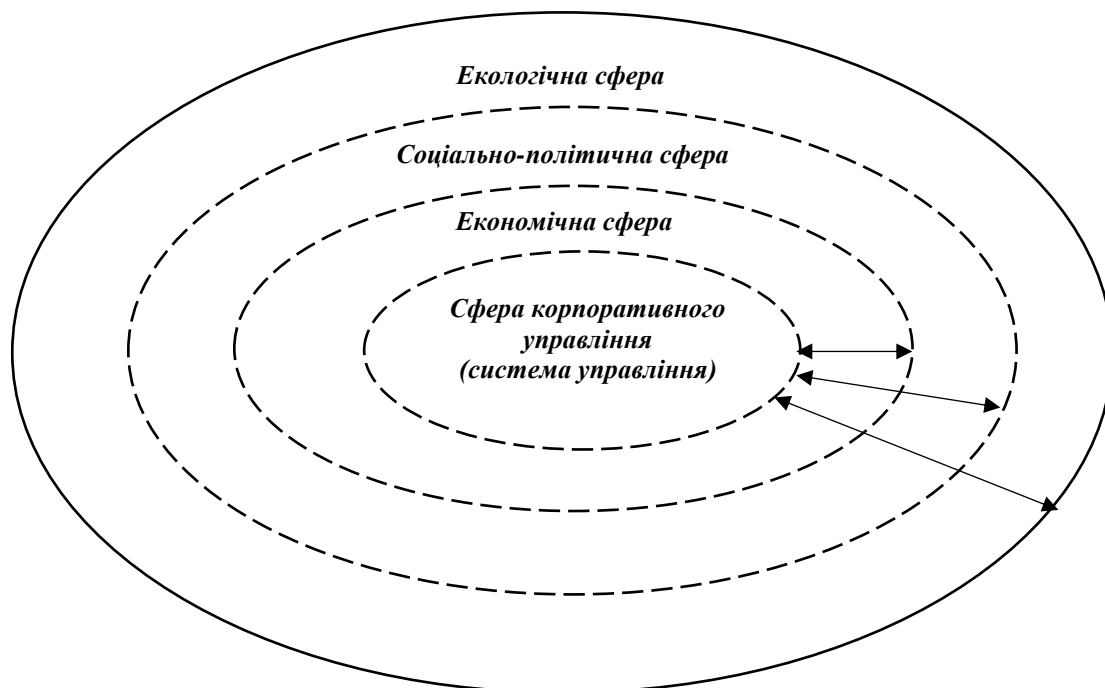 Екологічна сфера
Соціально-політична сфера
Економічна сфера
Сфера корпоративного
управління
(система управління)